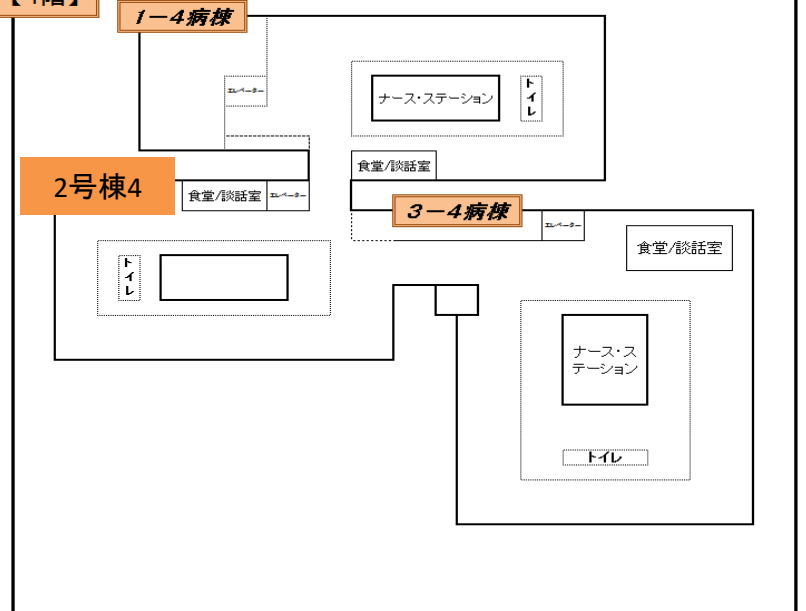 1－4病棟
エレベーター
ナース・ステーション
トイレ
食堂/談話室
2号棟4
食堂/談話室
エレベーター
3－4病棟
エレベーター
食堂/談話室
トイレ
ナース・ス
テーション
トイレ